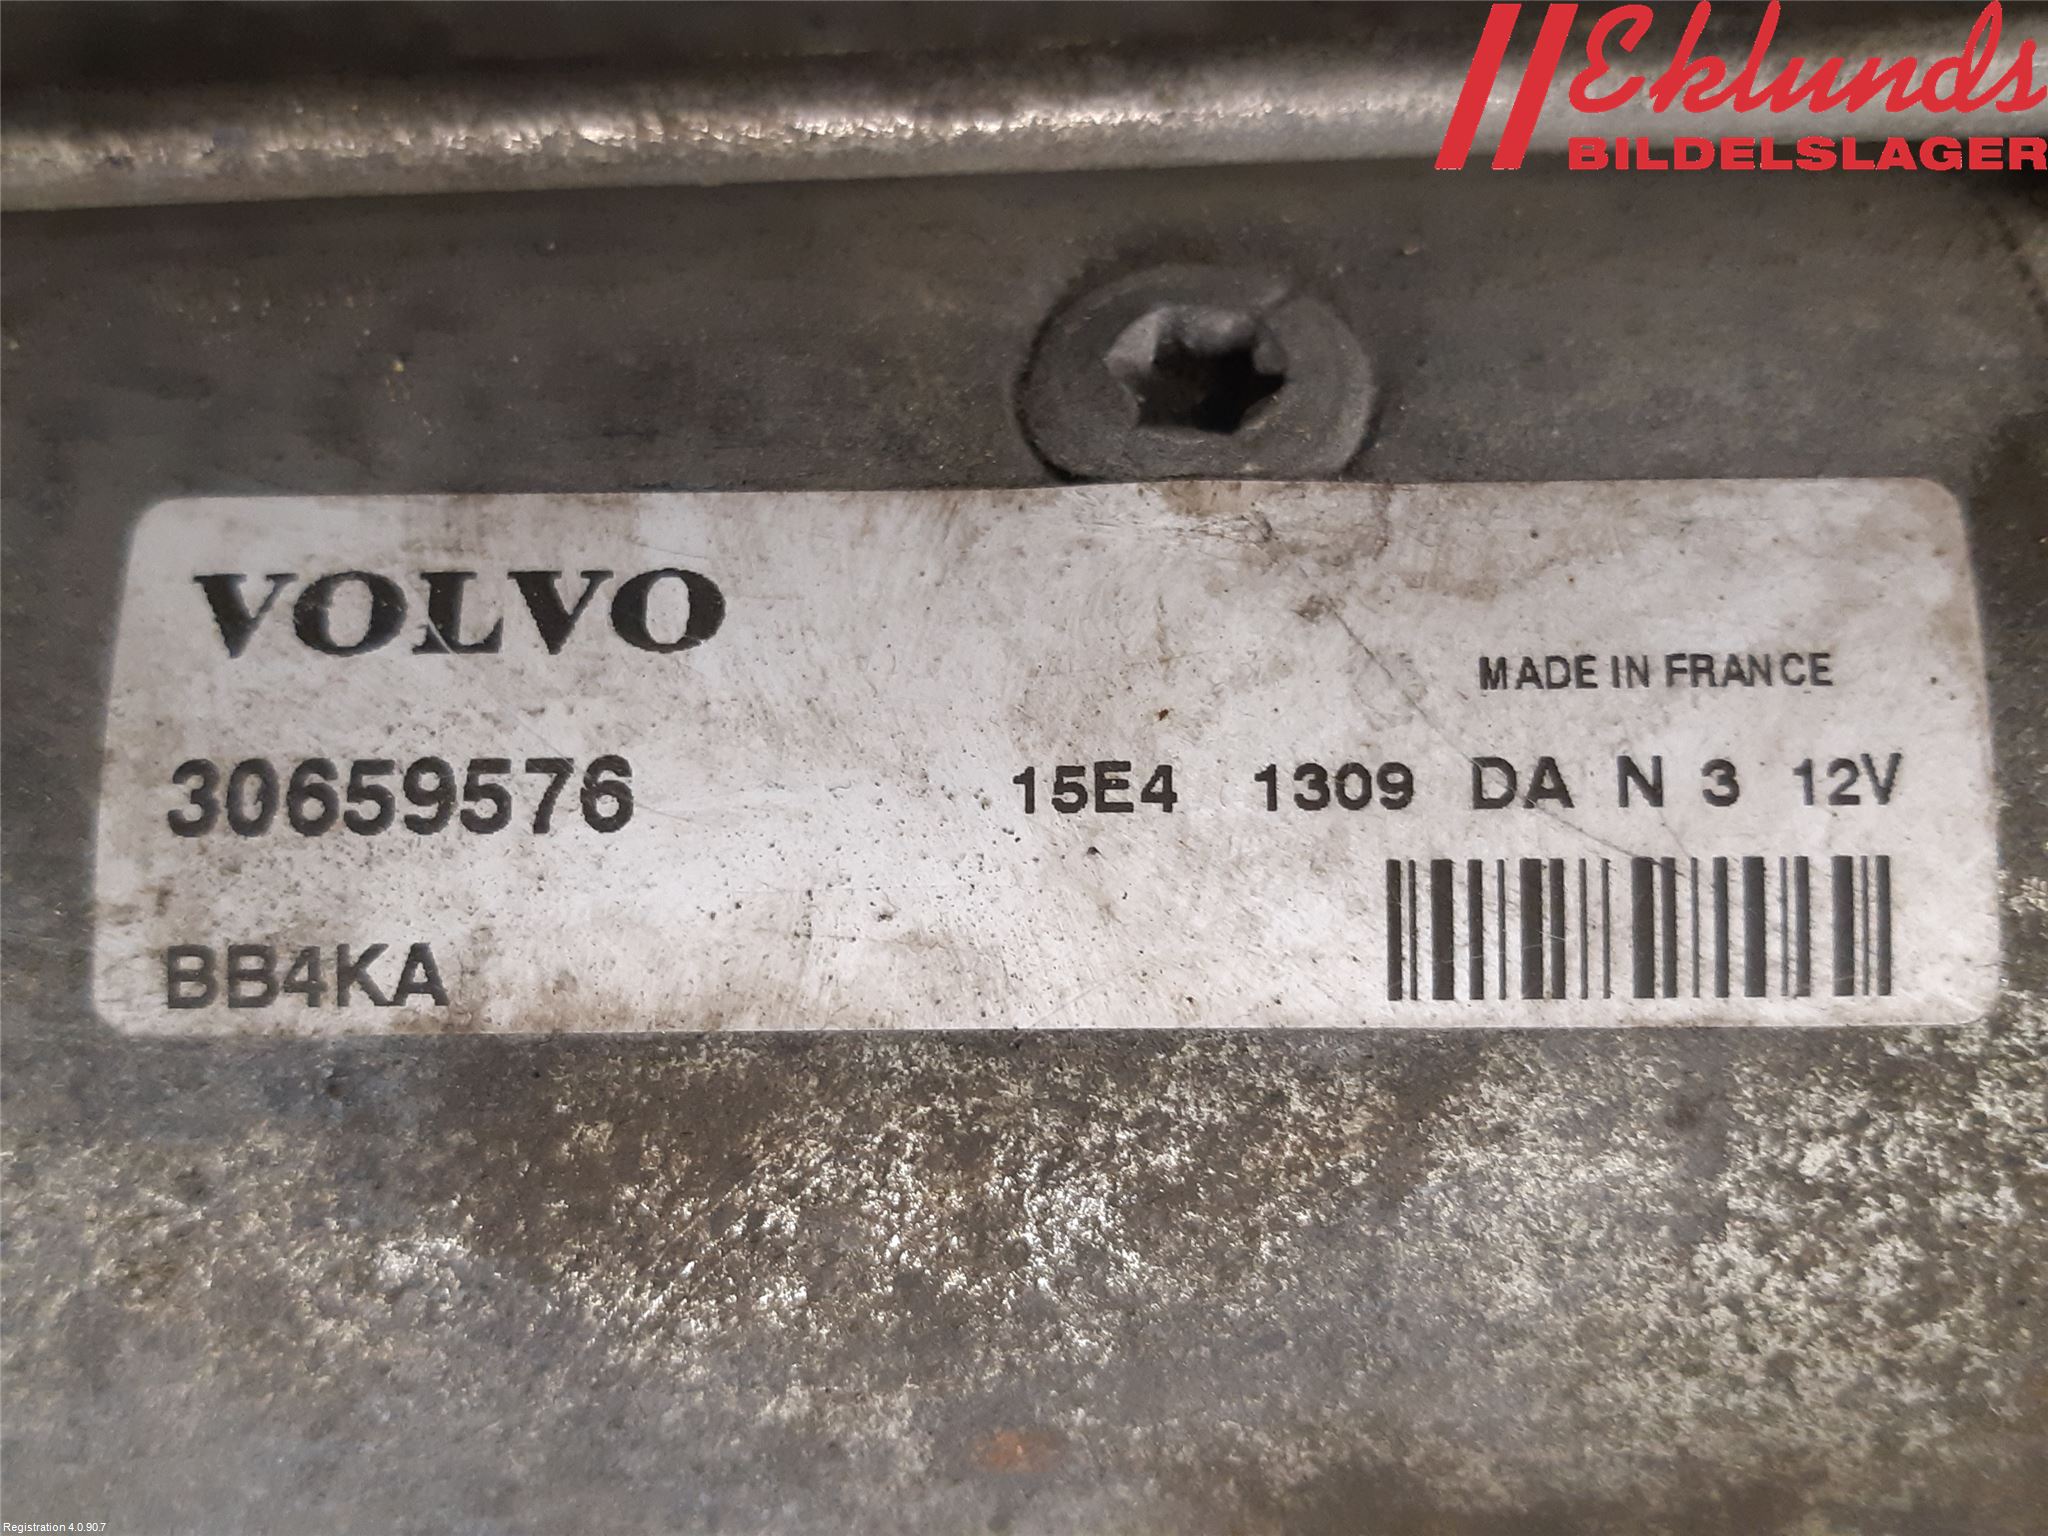 Eklunds
BILDELSLAGER
VOLVO
MADE IN FRANCE
30659576 15E4 1309 DA N 3 12V
BB4KA
Registration 4.0.90.7